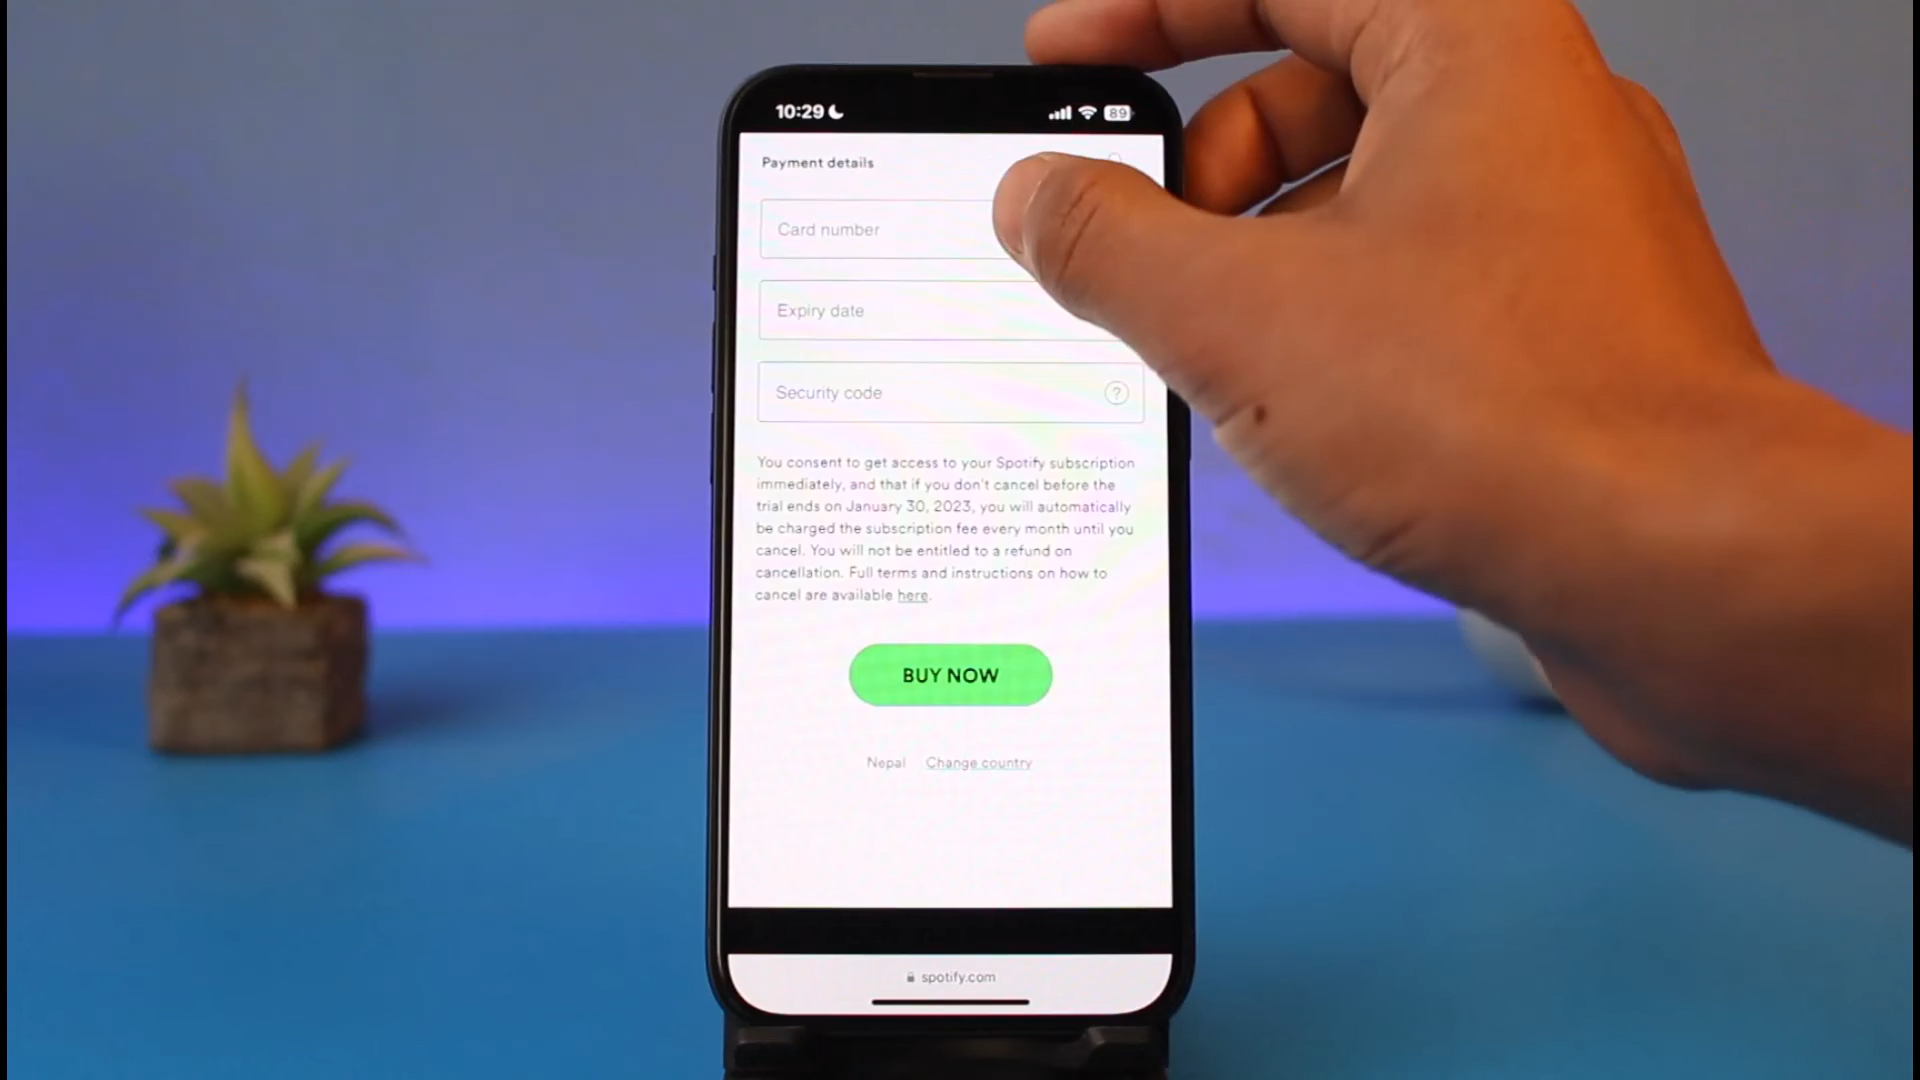 10:29
89
Payment details
Card number
Expiry date
Security code
?
You consent to get access to your Spotify subscription
immediately, and that if you don't cancel before the
trial ends on January 30, 2023, you will automatically
be charged the subscription fee every month until you
cancel. You will not be entitled to a refund on
cancellation. Full terms and instructions on how to
cancel are available here.
BUY NOW
Nepal Change country
spotify.com